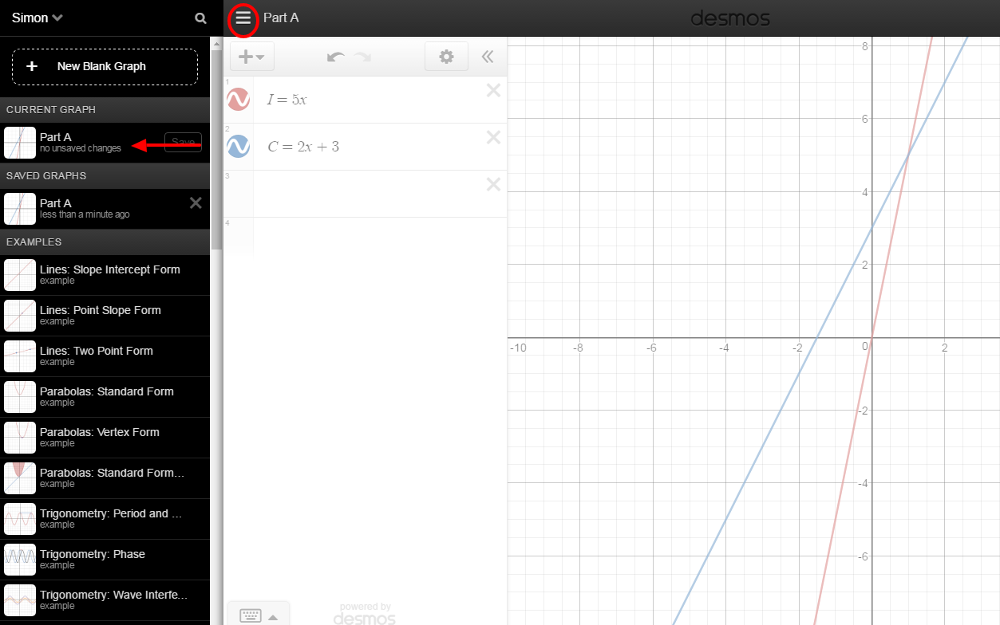 Simon
Part A
desmos
New Blank Graph
CURRENT GRAPH
Part A
no unsaved changes
Save
SAVED GRAPHS
Part A
less than a minute ago
EXAMPLES
Lines: Slope Intercept Form
example
Lines: Point Slope Form
example
Lines: Two Point Form
example
Parabolas: Standard Form
example
Parabolas: Vertex Form
example
Parabolas: Standard Form...
example
Trigonometry: Period and ...
example
Trigonometry: Phase
example
Trigonometry: Wave Interfe...
example
1
I = 5x
2
C = 2x + 3
3
4
powered by
desmos
8
6
4
2
-10 -8 -6 -4 -2 0 2
-2
-4
-6